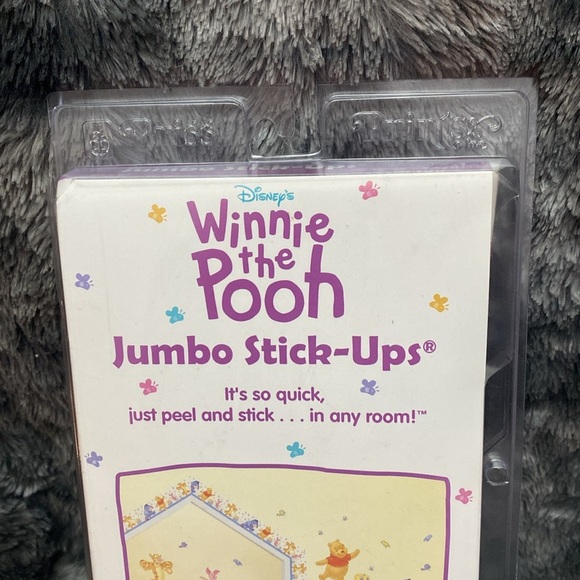 Disney's
Winnie
the
Pooh
Jumbo Stick-Ups®
It's so quick,
just peel and stick . . . in any room!™